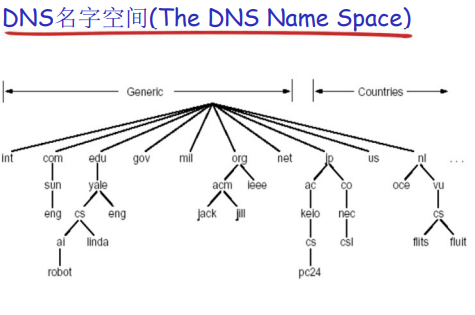 DNS名字空间(The DNS Name Space)
Generic Countries
int com edu gov mil org net jp us nl ...
sun yale acm ieee ac co oce vu
eng cs eng jack jill keio nec cs
ai linda cs csl flits fluit
robot pc24